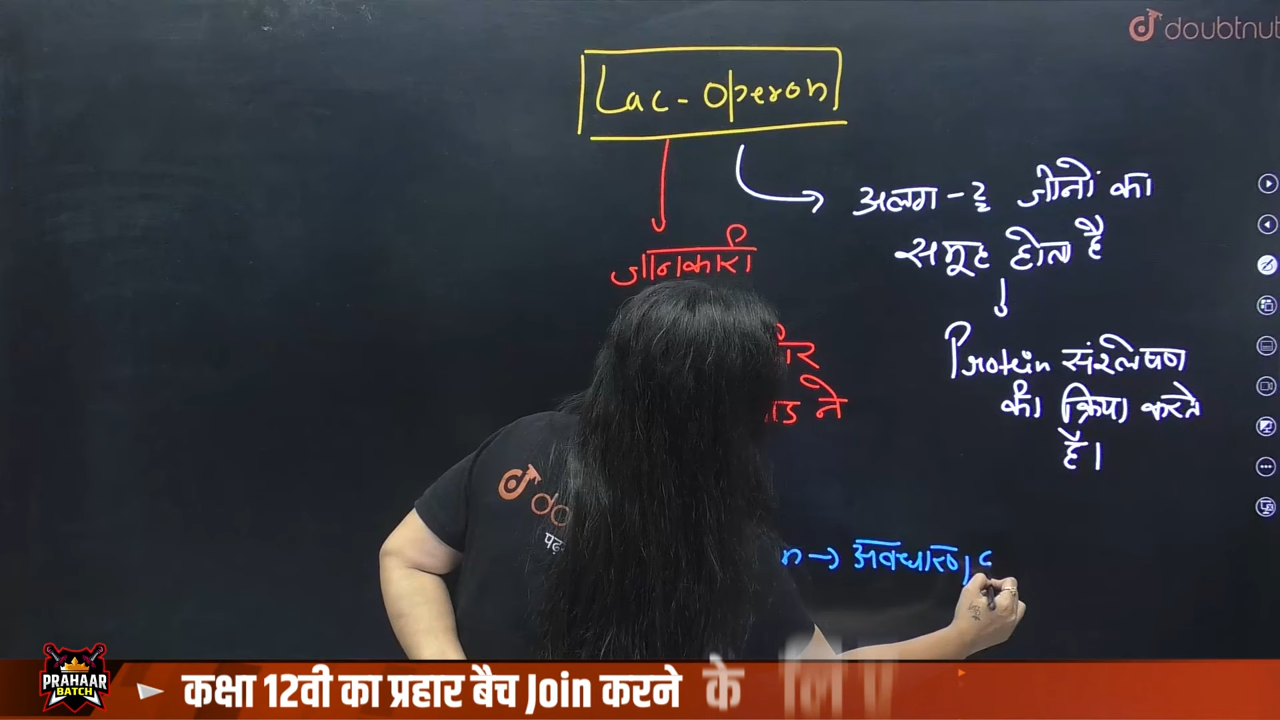 doubtnut
Lac-Operon
अलग-2 जीनों का
समूह होता है
जानकारी
Protein संश्लेषण
की क्रिया करते
हैं।
ने
n → अवधारणा
PRAHAAR
BATCH
कक्षा 12वी का प्रहार बैच Join करने के